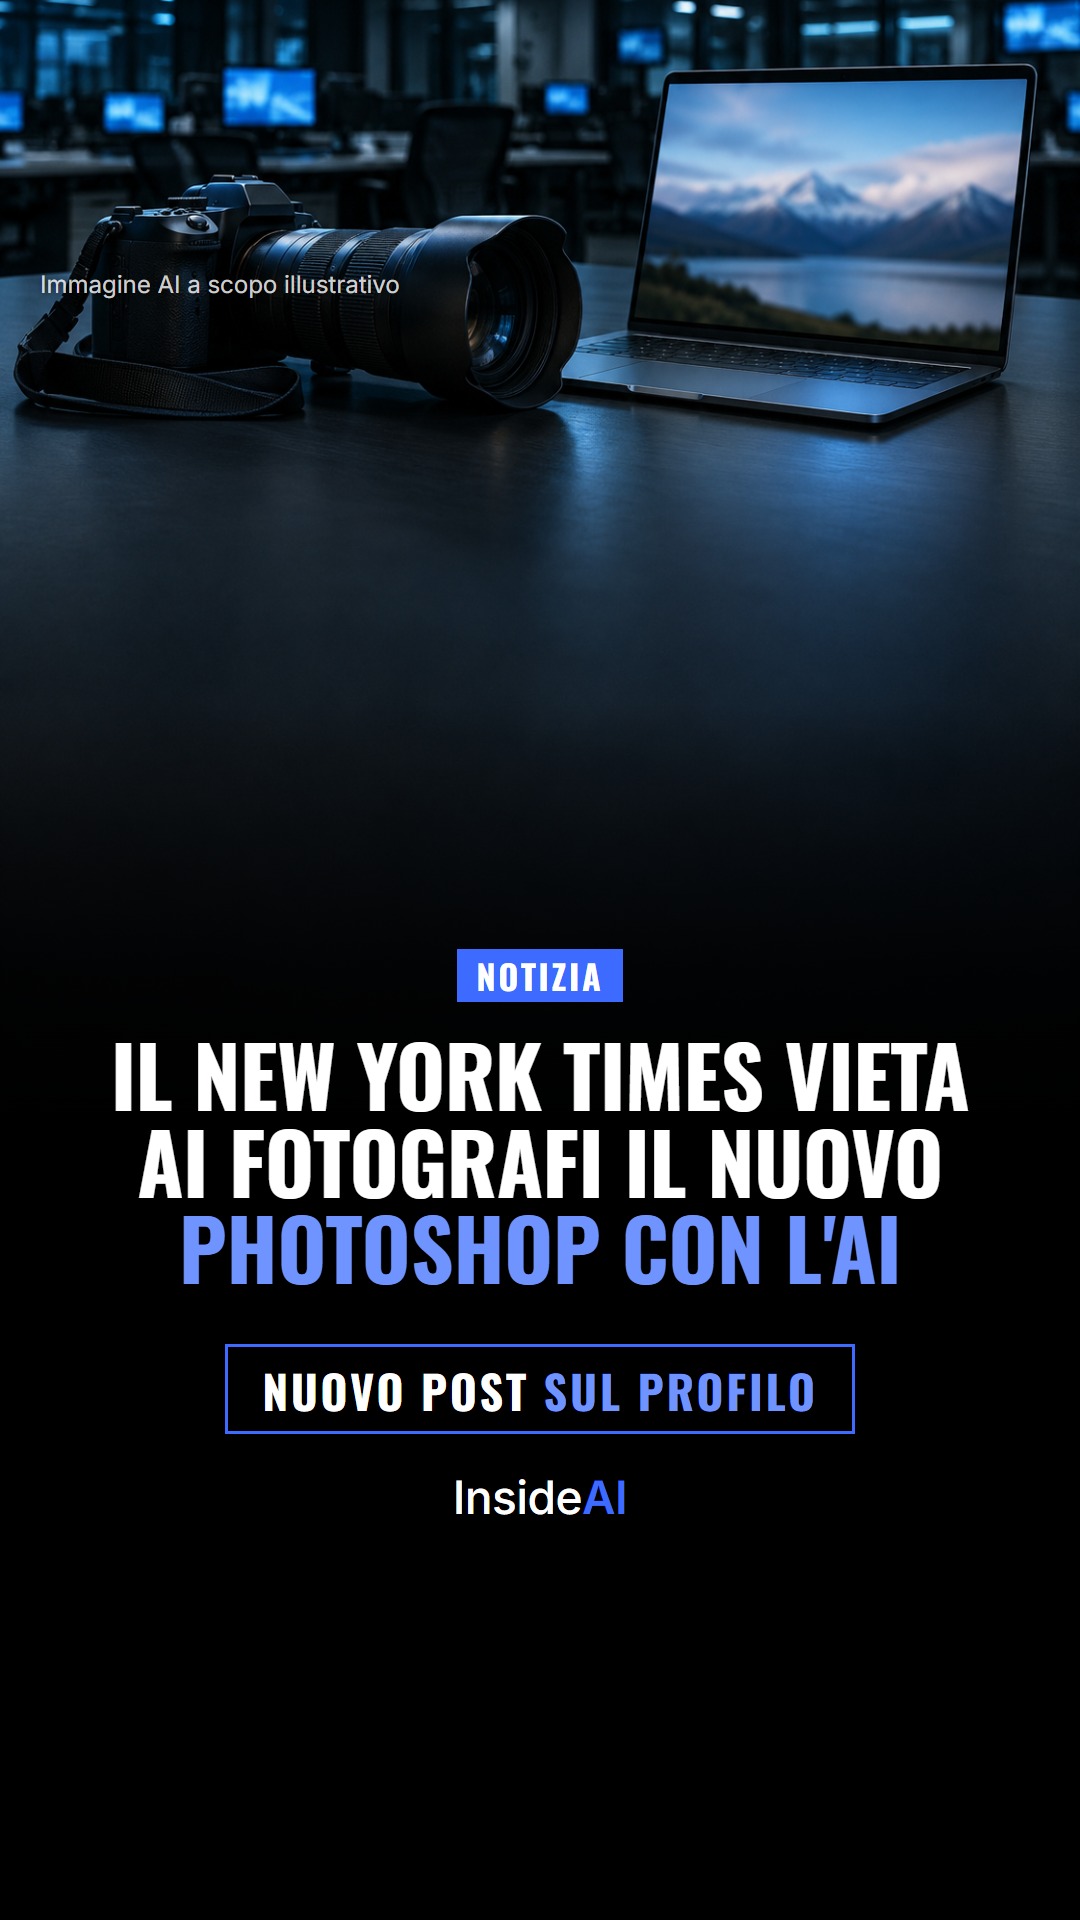 Immagine AI a scopo illustrativo
NOTIZIA
IL NEW YORK TIMES VIETA
AI FOTOGRAFI IL NUOVO
PHOTOSHOP CON L'AI
NUOVO POST SUL PROFILO
InsideAI